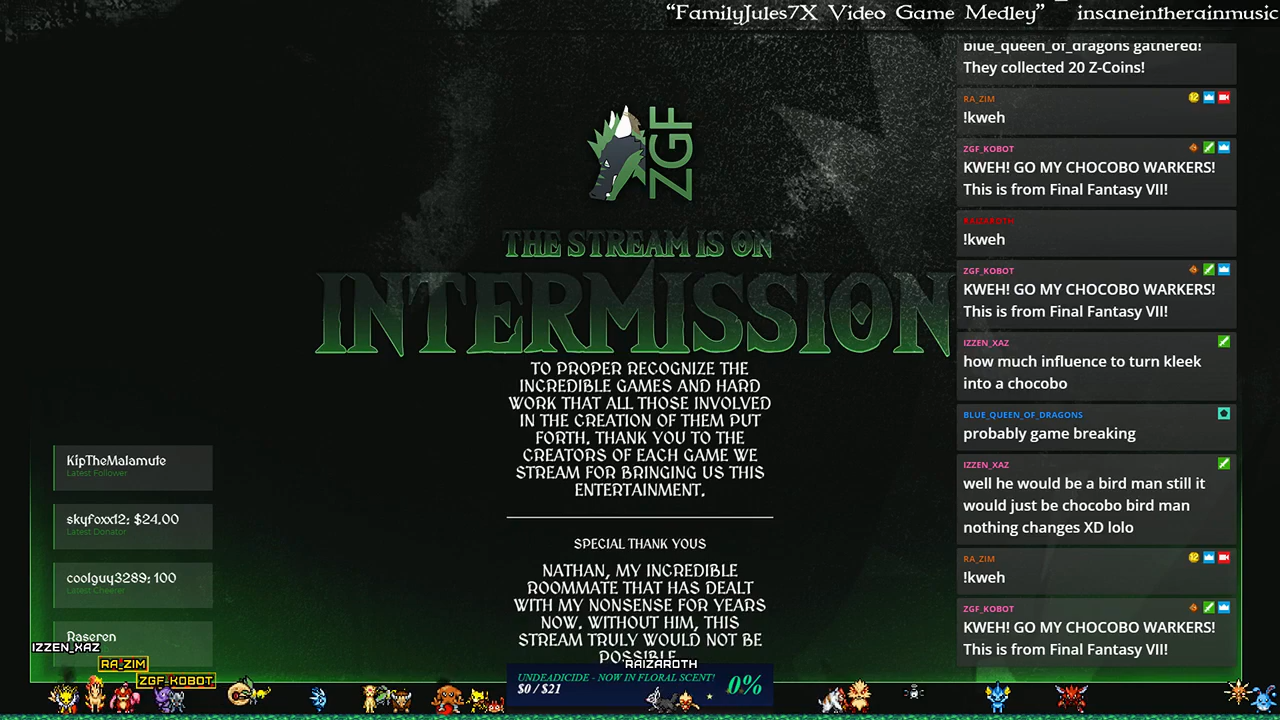 “FamilyJules7X Video Game Medley” ~ insaneintherainmusic
ZGF
THE STREAM IS ON
INTERMISSION
TO PROPER RECOGNIZE THE
INCREDIBLE GAMES AND HARD
WORK THAT ALL THOSE INVOLVED
IN THE CREATION OF THEM PUT
FORTH, THANK YOU TO THE
CREATORS OF EACH GAME WE
STREAM FOR BRINGING US THIS
ENTERTAINMENT.
SPECIAL THANK YOUS
NATHAN, MY INCREDIBLE
ROOMMATE THAT HAS DEALT
WITH MY NONSENSE FOR YEARS
NOW. WITHOUT HIM, THIS
STREAM TRULY WOULD NOT BE
POSSIBLE
KipTheMalamute
Latest Follower
skyfoxx12: $24.00
Latest Donator
coolguy3289: 100
Latest Cheerer
Raseren
IZZEN_XAZ
RA_ZIM
ZGF_KOBOT
RAIZAROTH
UNDEADICIDE - NOW IN FLORAL SCENT!
$0 / $21
0%
blue_queen_of_dragons gathered!
They collected 20 Z-Coins!
RA_ZIM
!kweh
ZGF_KOBOT
KWEH! GO MY CHOCOBO WARKERS!
This is from Final Fantasy VII!
RAIZAROTH
!kweh
ZGF_KOBOT
KWEH! GO MY CHOCOBO WARKERS!
This is from Final Fantasy VII!
IZZEN_XAZ
how much influence to turn kleek
into a chocobo
BLUE_QUEEN_OF_DRAGONS
probably game breaking
IZZEN_XAZ
well he would be a bird man still it
would just be chocobo bird man
nothing changes XD lolo
RA_ZIM
!kweh
ZGF_KOBOT
KWEH! GO MY CHOCOBO WARKERS!
This is from Final Fantasy VII!